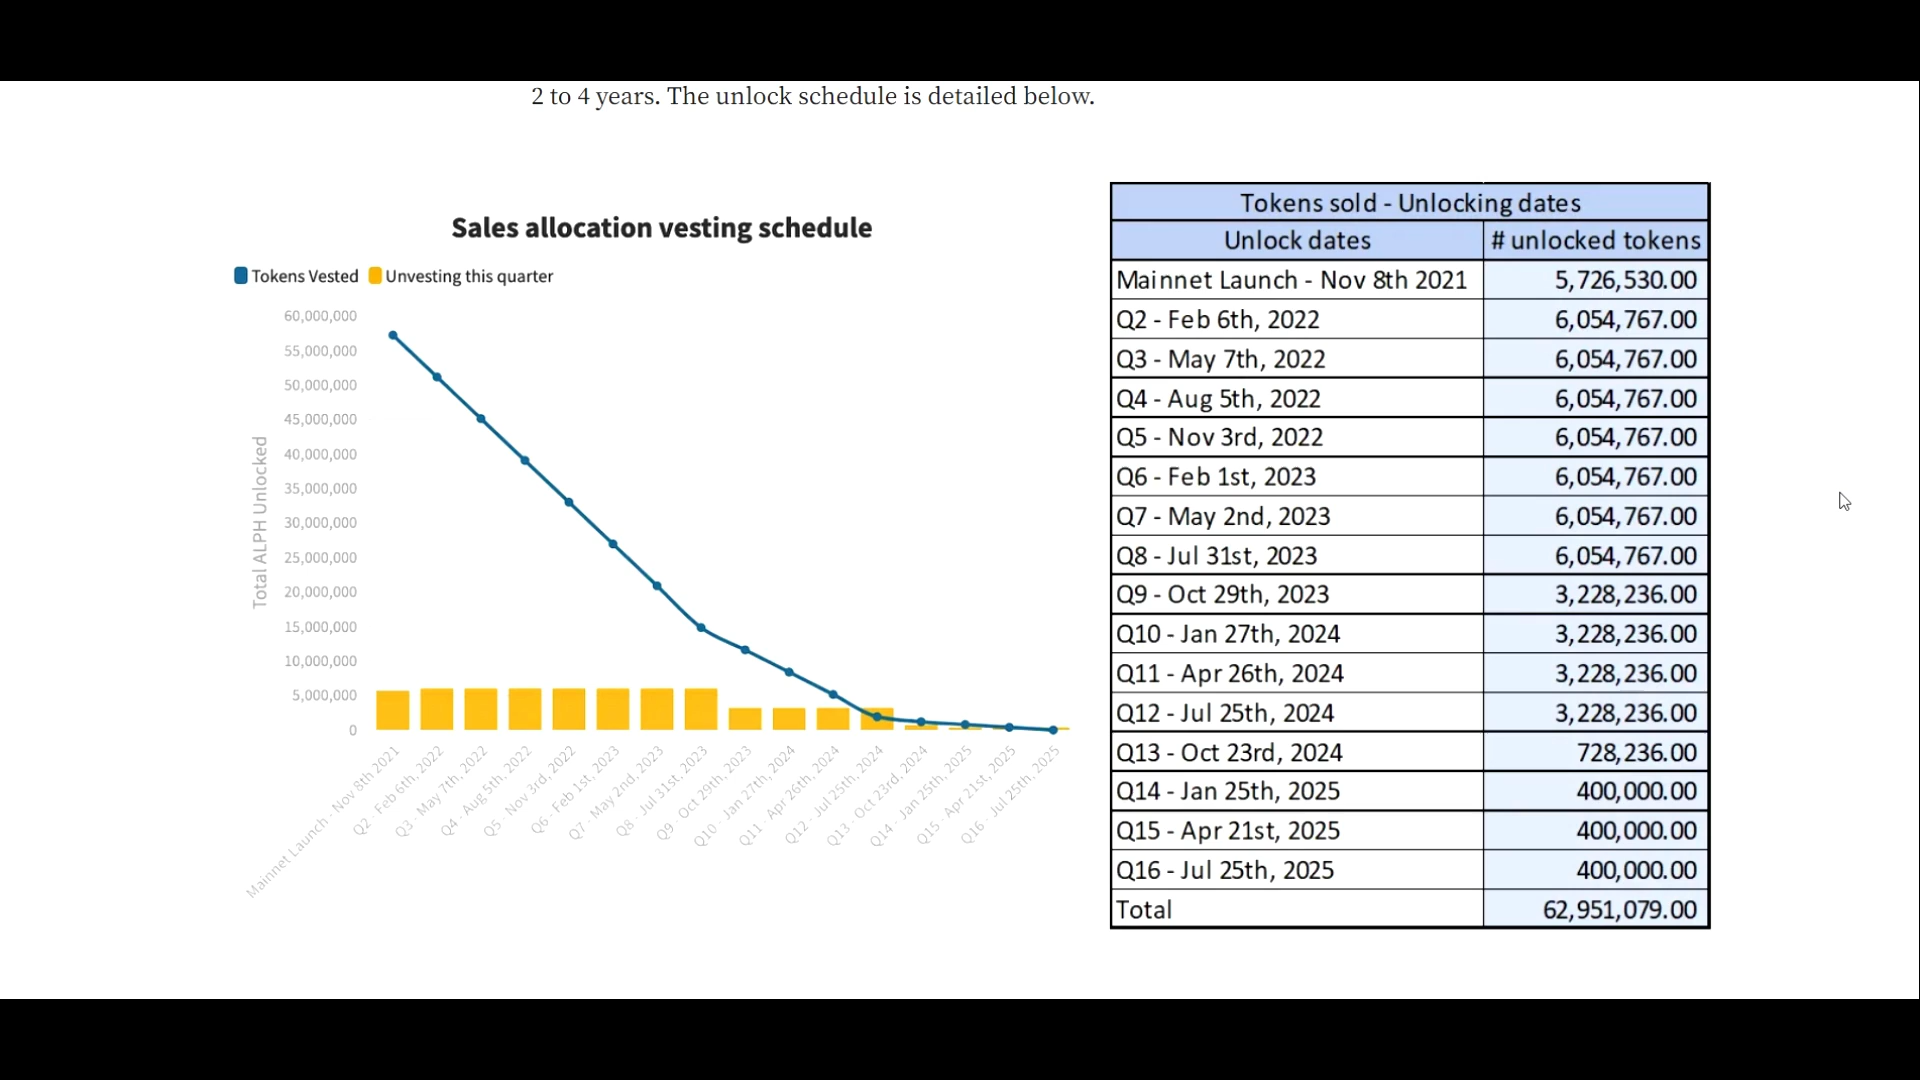 2 to 4 years. The unlock schedule is detailed below.
Sales allocation vesting schedule
Tokens Vested Unvesting this quarter
Total ALPH Unlocked
60,000,000
55,000,000
50,000,000
45,000,000
40,000,000
35,000,000
30,000,000
25,000,000
20,000,000
15,000,000
10,000,000
5,000,000
0
Mainnet Launch - Nov 8th 2021
Q2 - Feb 6th, 2022
Q3 - May 7th, 2022
Q4 - Aug 5th, 2022
Q5 - Nov 3rd, 2022
Q6 - Feb 1st, 2023
Q7 - May 2nd, 2023
Q8 - Jul 31st, 2023
Q9 - Oct 29th, 2023
Q10 - Jan 27th, 2024
Q11 - Apr 26th, 2024
Q12 - Jul 25th, 2024
Q13 - Oct 23rd, 2024
Q14 - Jan 25th, 2025
Q15 - Apr 21st, 2025
Q16 - Jul 25th, 2025
Tokens sold - Unlocking dates
Unlock dates # unlocked tokens
Mainnet Launch - Nov 8th 2021 5,726,530.00
Q2 - Feb 6th, 2022 6,054,767.00
Q3 - May 7th, 2022 6,054,767.00
Q4 - Aug 5th, 2022 6,054,767.00
Q5 - Nov 3rd, 2022 6,054,767.00
Q6 - Feb 1st, 2023 6,054,767.00
Q7 - May 2nd, 2023 6,054,767.00
Q8 - Jul 31st, 2023 6,054,767.00
Q9 - Oct 29th, 2023 3,228,236.00
Q10 - Jan 27th, 2024 3,228,236.00
Q11 - Apr 26th, 2024 3,228,236.00
Q12 - Jul 25th, 2024 3,228,236.00
Q13 - Oct 23rd, 2024 728,236.00
Q14 - Jan 25th, 2025 400,000.00
Q15 - Apr 21st, 2025 400,000.00
Q16 - Jul 25th, 2025 400,000.00
Total 62,951,079.00